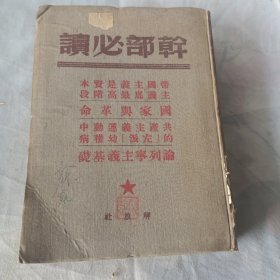 幹部必讀
帝國主義是資本
主義底最高階段
國家與革命
共產主義運動中
的「左派」幼稚病
論列寧主義基礎
解放社